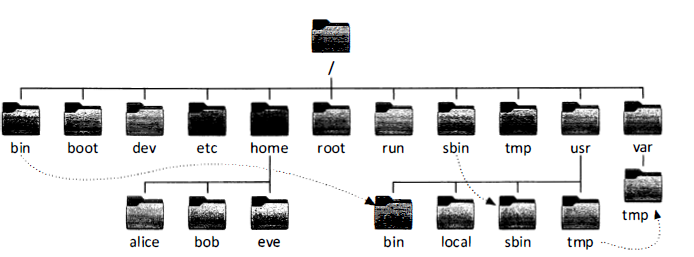 /
bin boot dev etc home root run sbin tmp usr var
tmp
alice bob eve bin local sbin tmp